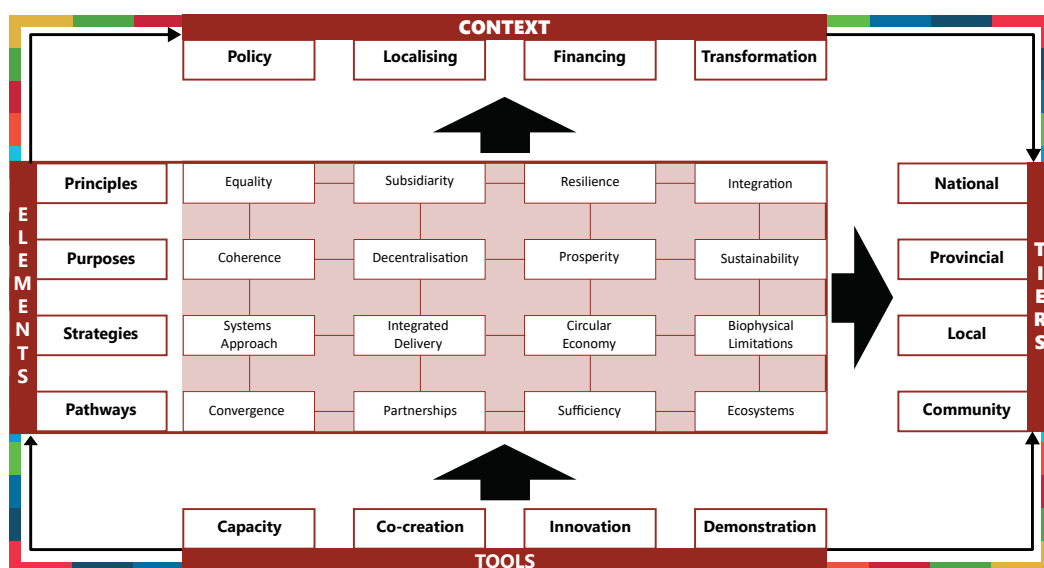 CONTEXT
Policy
Localising
Financing
Transformation
ELEMENTS
Principles
Equality
Subsidiarity
Resilience
Integration
National
Purposes
Coherence
Decentralisation
Prosperity
Sustainability
Provincial
TIERS
Strategies
Systems
Approach
Integrated
Delivery
Circular
Economy
Biophysical
Limitations
Local
Pathways
Convergence
Partnerships
Sufficiency
Ecosystems
Community
Capacity
Co-creation
Innovation
Demonstration
TOOLS